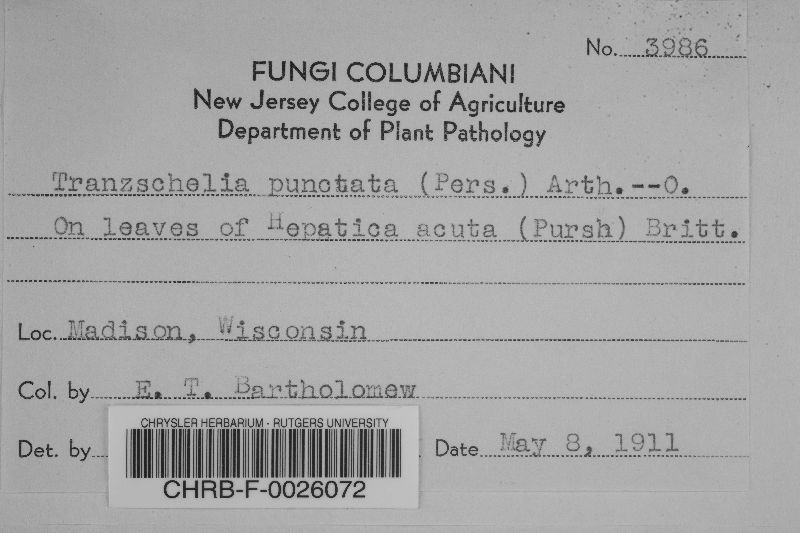 No. 3986
FUNGI COLUMBIANI
New Jersey College of Agriculture
Department of Plant Pathology
Tranzschelia punctata (Pers.) Arth.--O.
On leaves of Hepatica acuta (Pursh) Britt.
Loc. Madison, Wisconsin
Col. by E. T. Bartholomew
Det. by
Date May 8, 1911
CHRYSLER HERBARIUM - RUTGERS UNIVERSITY
CHRB-F-0026072